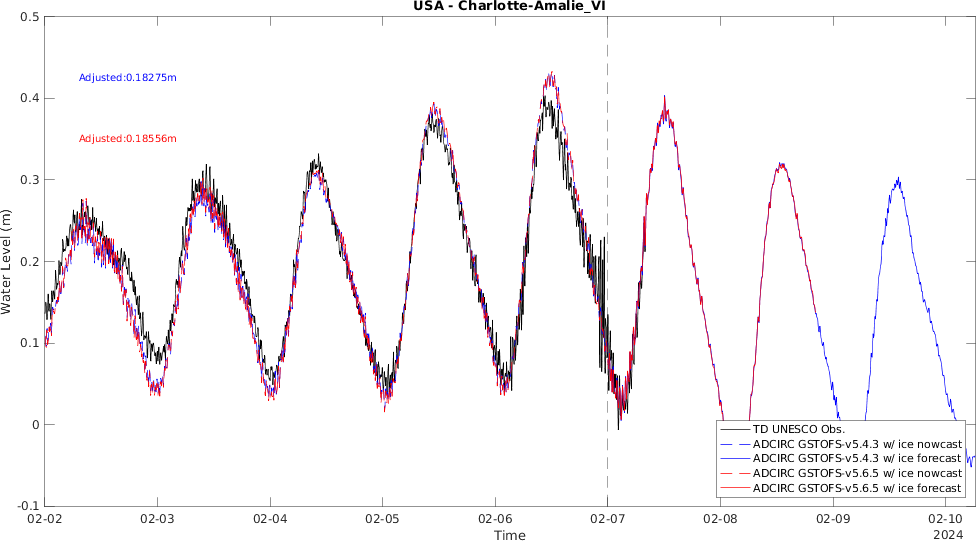 USA - Charlotte-Amalie_VI
0.5
0.4
0.3
0.2
0.1
0
-0.1
Water Level (m)
Adjusted:0.18275m
Adjusted:0.18556m
TD UNESCO Obs.
ADCIRC GSTOFS-v5.4.3 w/ ice nowcast
ADCIRC GSTOFS-v5.4.3 w/ ice forecast
ADCIRC GSTOFS-v5.6.5 w/ ice nowcast
ADCIRC GSTOFS-v5.6.5 w/ ice forecast
02-02 02-03 02-04 02-05 02-06 02-07 02-08 02-09 02-10
Time
2024